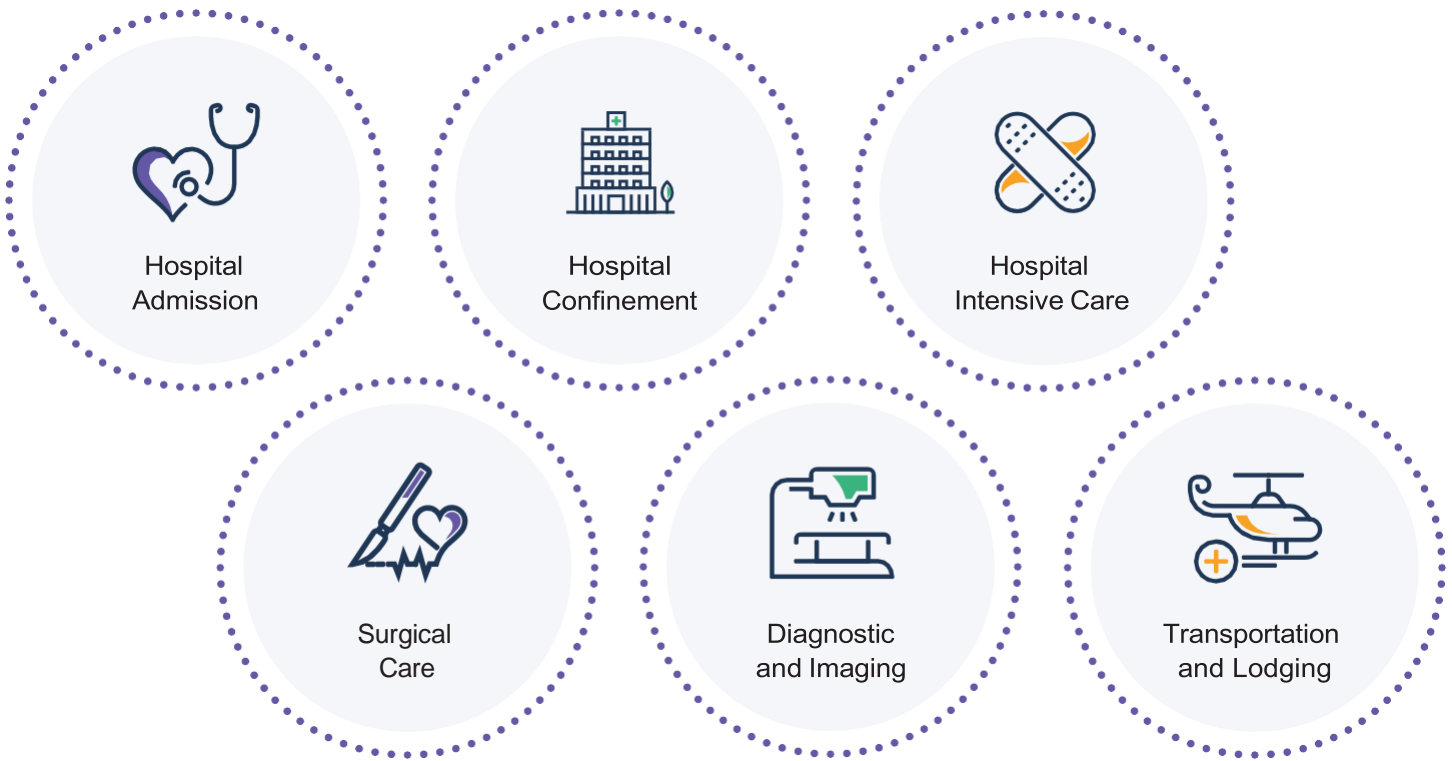 Hospital
Admission
Hospital
Confinement
Hospital
Intensive Care
Surgical
Care
Diagnostic
and Imaging
Transportation
and Lodging